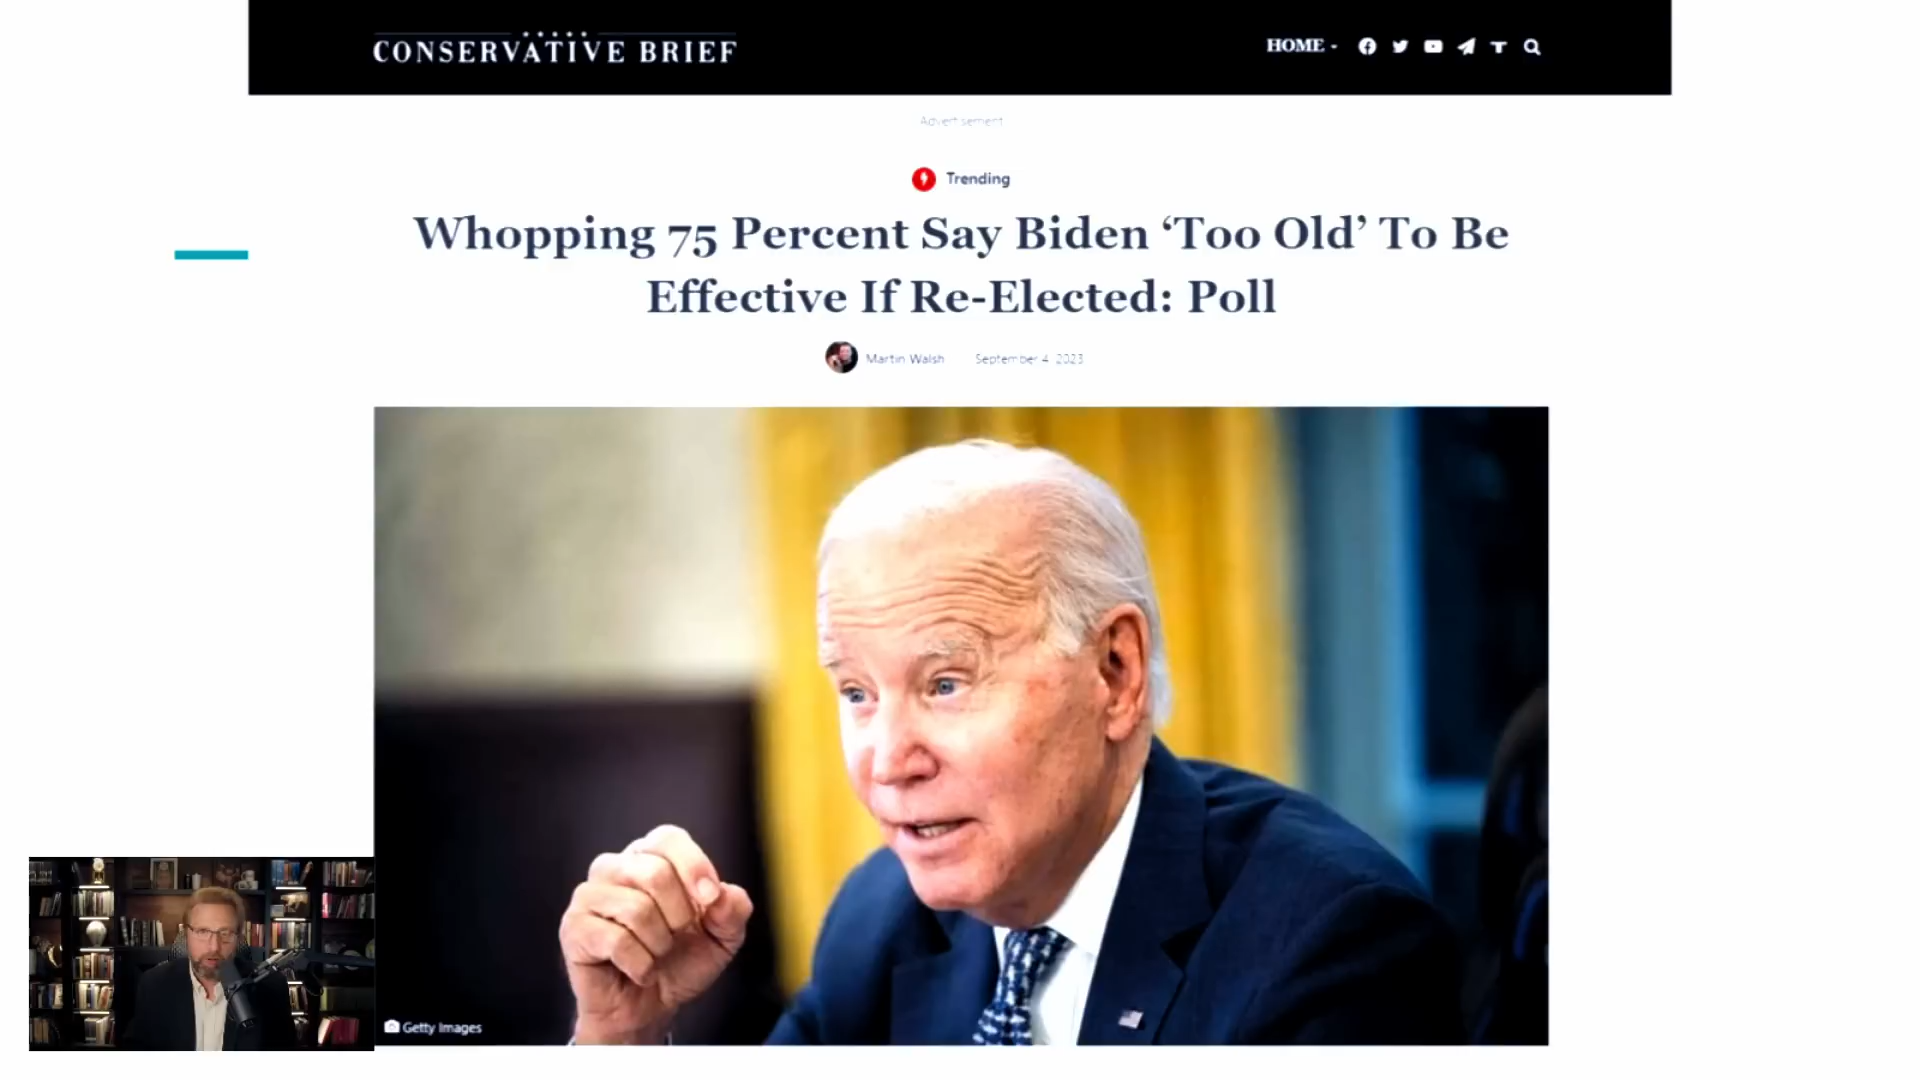 CONSERVATIVE BRIEF
HOME
Advertisement
Trending
Whopping 75 Percent Say Biden ‘Too Old’ To Be
Effective If Re-Elected: Poll
Martin Walsh September 4, 2023
Getty Images